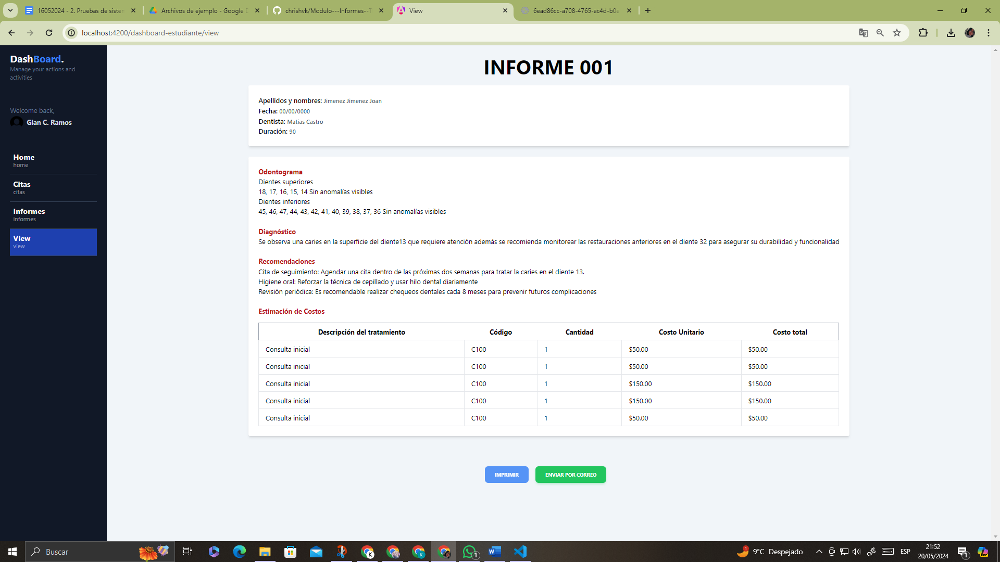 16052024 - 2. Pruebas de sister
Archivos de ejemplo - Google D
chrishvk/Modulo---Informes--T
View
6ead86cc-a708-4765-ac4d-b0e
localhost:4200/dashboard-estudiante/view
DashBoard.
Manage your actions and
activities
Welcome back,
Gian C. Ramos
Home
home
Citas
citas
Informes
informes
View
view
INFORME 001
Apellidos y nombres: Jimenez Jimenez Joan
Fecha: 00/00/0000
Dentista: Matias Castro
Duración: 90
Odontograma
Dientes superiores
18, 17, 16, 15, 14 Sin anomalías visibles
Dientes inferiores
45, 46, 47, 44, 43, 42, 41, 40, 39, 38, 37, 36 Sin anomalías visibles
Diagnóstico
Se observa una caries en la superficie del diente13 que requiere atención además se recomienda monitorear las restauraciones anteriores en el diente 32 para asegurar su durabilidad y funcionalidad
Recomendaciones
Cita de seguimiento: Agendar una cita dentro de las próximas dos semanas para tratar la caries en el diente 13.
Higiene oral: Reforzar la técnica de cepillado y usar hilo dental diariamente
Revisión periódica: Es recomendable realizar chequeos dentales cada 8 meses para prevenir futuros complicaciones
Estimación de Costos
Descripción del tratamiento Código Cantidad Costo Unitario Costo total
Consulta inicial C100 1 $50.00 $50.00
Consulta inicial C100 1 $50.00 $50.00
Consulta inicial C100 1 $150.00 $150.00
Consulta inicial C100 1 $150.00 $150.00
Consulta inicial C100 1 $50.00 $50.00
IMPRIMIR
ENVIAR POR CORREO
Buscar
9°C Despejado
ESP
21:52
20/05/2024